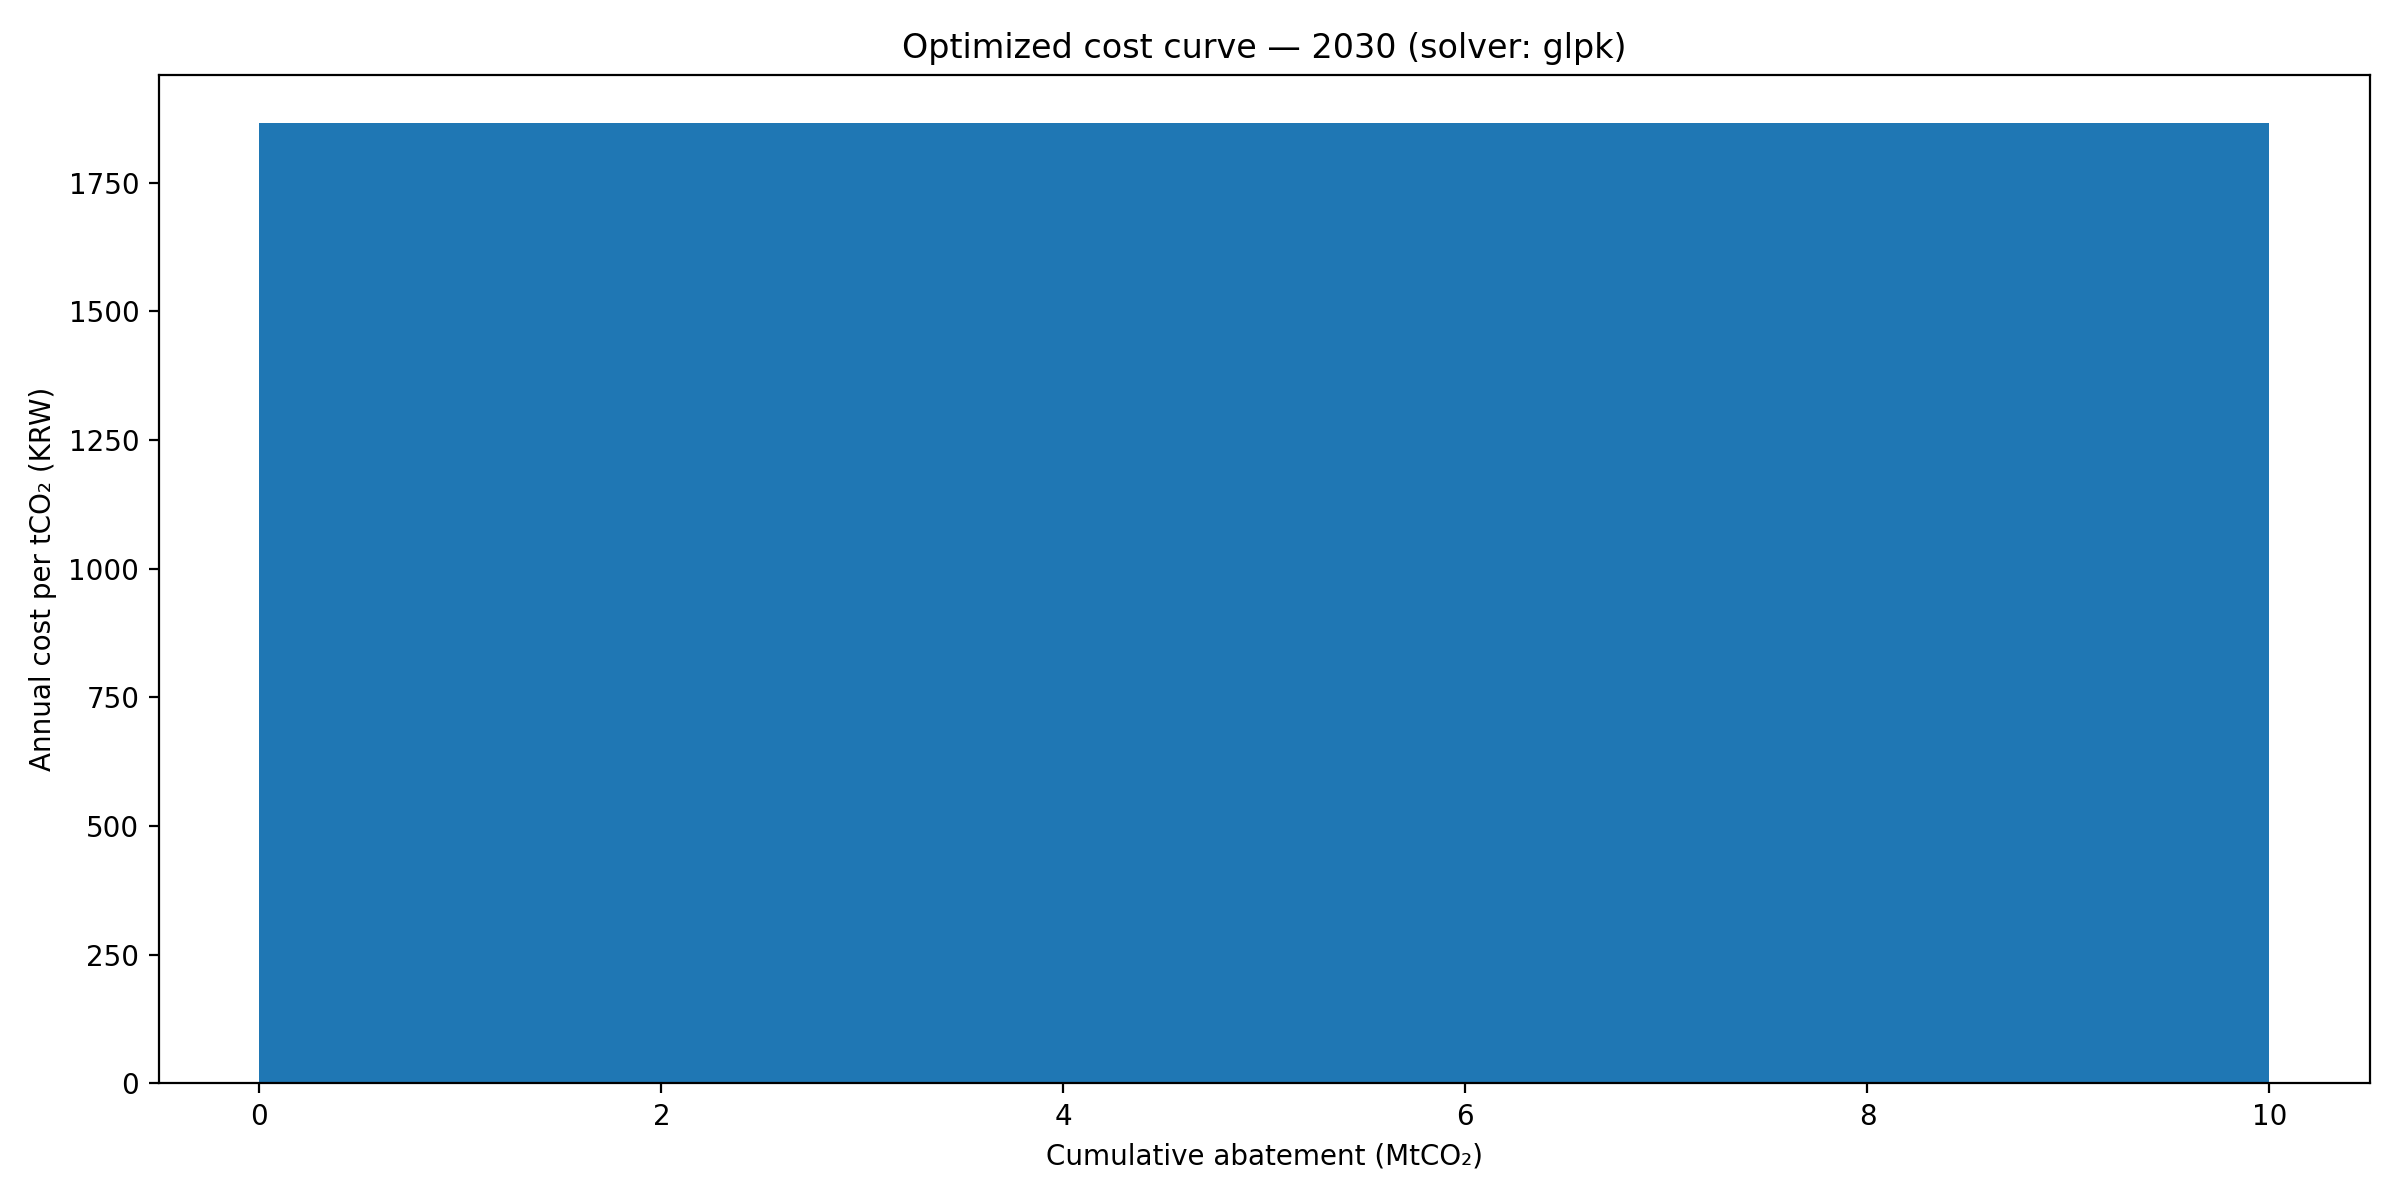 Optimized cost curve — 2030 (solver: glpk)
Annual cost per tCO₂ (KRW)
1750
1500
1250
1000
750
500
250
0
0 2 4 6 8 10
Cumulative abatement (MtCO₂)